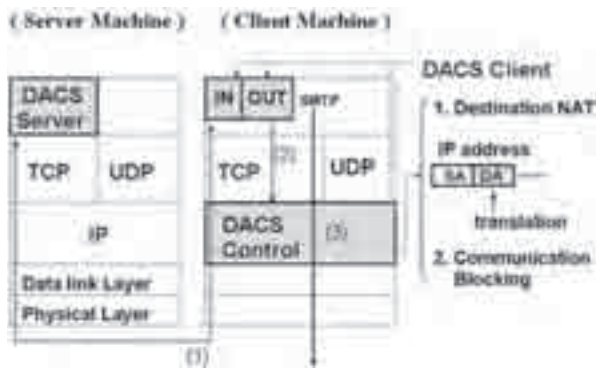 ( Server Machine )
( Client Machine )
DACS Server
TCP
UDP
IP
Data link Layer
Physical Layer
(1)
IN
OUT
SMTP
(2)
TCP
UDP
DACS Control
(3)
DACS Client
1. Destination NAT
IP address
SA
DA
translation
2. Communication Blocking